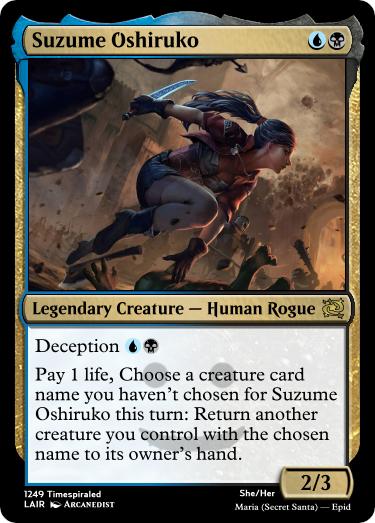 Suzume Oshiruko
Legendary Creature — Human Rogue
Deception
Pay 1 life, Choose a creature card
name you haven't chosen for Suzume
Oshiruko this turn: Return another
creature you control with the chosen
name to its owner's hand.
2/3
1249 Timespiraled
She/Her
LAIR Arcanedist
Maria (Secret Santa) — Epid